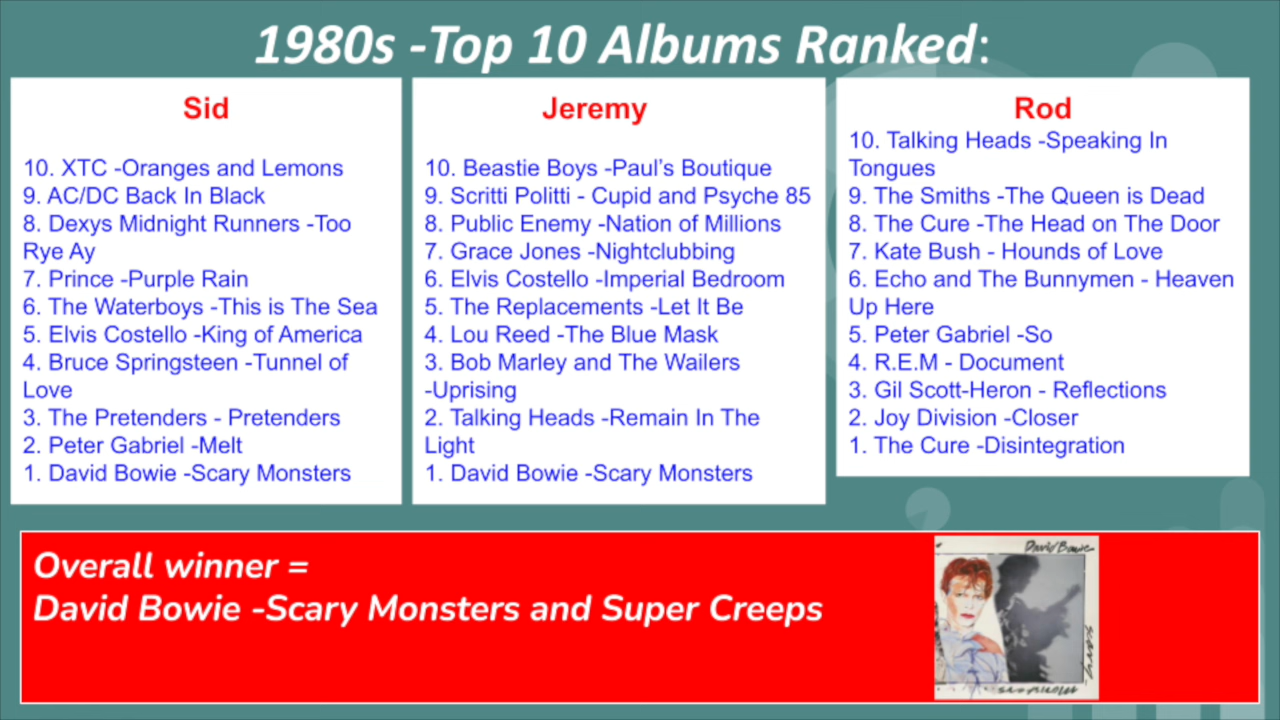 1980s -Top 10 Albums Ranked:
Sid
10. XTC -Oranges and Lemons
9. AC/DC Back In Black
8. Dexys Midnight Runners -Too
Rye Ay
7. Prince -Purple Rain
6. The Waterboys -This is The Sea
5. Elvis Costello -King of America
4. Bruce Springsteen -Tunnel of
Love
3. The Pretenders - Pretenders
2. Peter Gabriel -Melt
1. David Bowie -Scary Monsters
Jeremy
10. Beastie Boys -Paul's Boutique
9. Scritti Politti - Cupid and Psyche 85
8. Public Enemy -Nation of Millions
7. Grace Jones -Nightclubbing
6. Elvis Costello -Imperial Bedroom
5. The Replacements -Let It Be
4. Lou Reed -The Blue Mask
3. Bob Marley and The Wailers
-Uprising
2. Talking Heads -Remain In The
Light
1. David Bowie -Scary Monsters
Rod
10. Talking Heads -Speaking In
Tongues
9. The Smiths -The Queen is Dead
8. The Cure -The Head on The Door
7. Kate Bush - Hounds of Love
6. Echo and The Bunnymen - Heaven
Up Here
5. Peter Gabriel -So
4. R.E.M - Document
3. Gil Scott-Heron - Reflections
2. Joy Division -Closer
1. The Cure -Disintegration
Overall winner =
David Bowie -Scary Monsters and Super Creeps
David Bowie